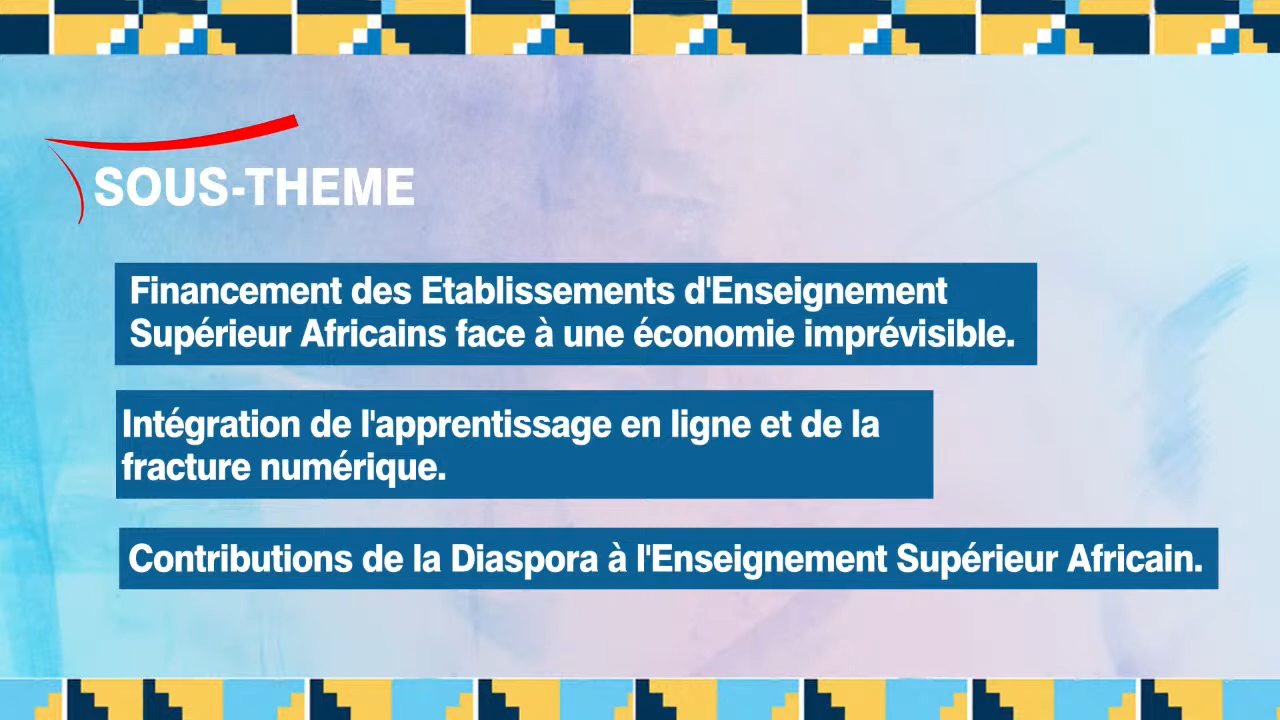 SOUS-THEME
Financement des Etablissements d'Enseignement
Supérieur Africains face à une économie imprévisible.
Intégration de l'apprentissage en ligne et de la
fracture numérique.
Contributions de la Diaspora à l'Enseignement Supérieur Africain.